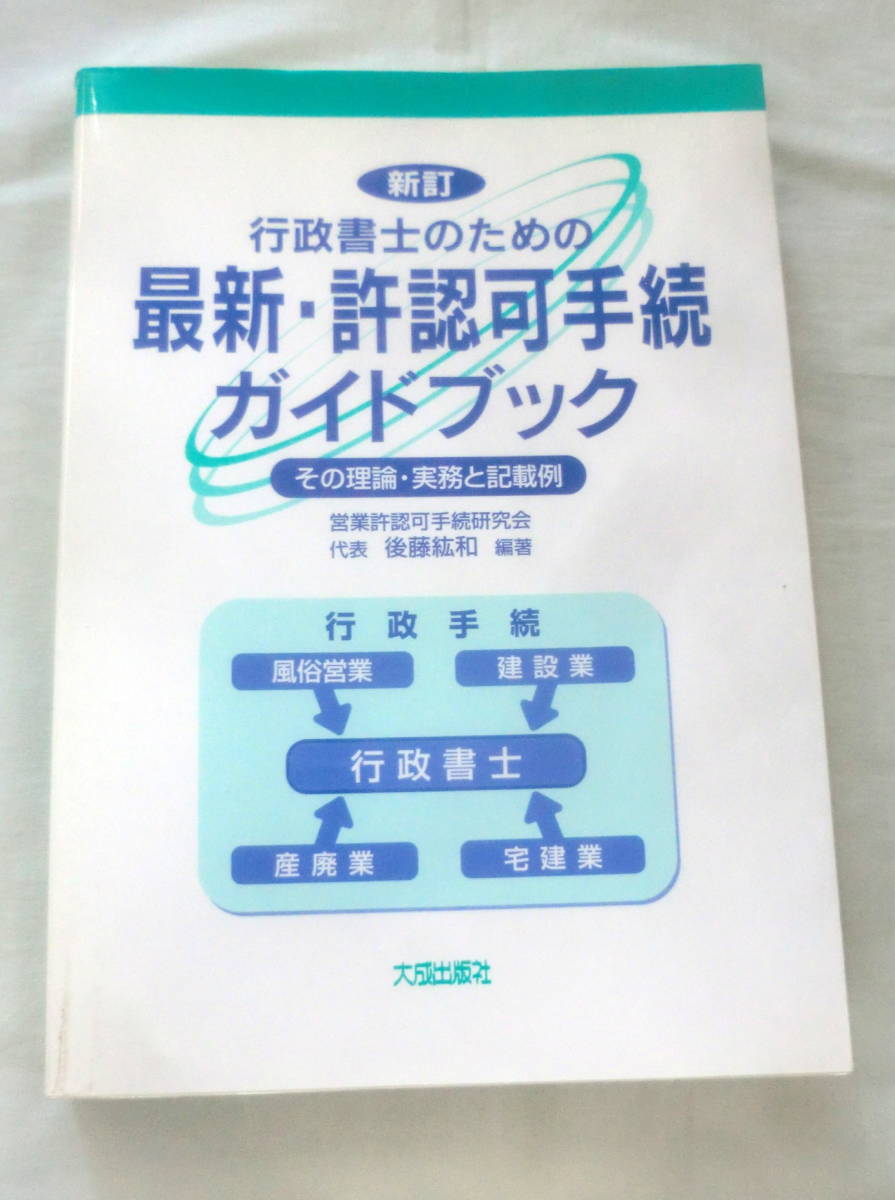 新訂
行政書士のための
最新・許認可手続
ガイドブック
その理論・実務と記載例
営業許認可手続研究会
代表 後藤紘和 編著
行政手続
風俗営業 建設業
行政書士
産廃業 宅建業
大成出版社